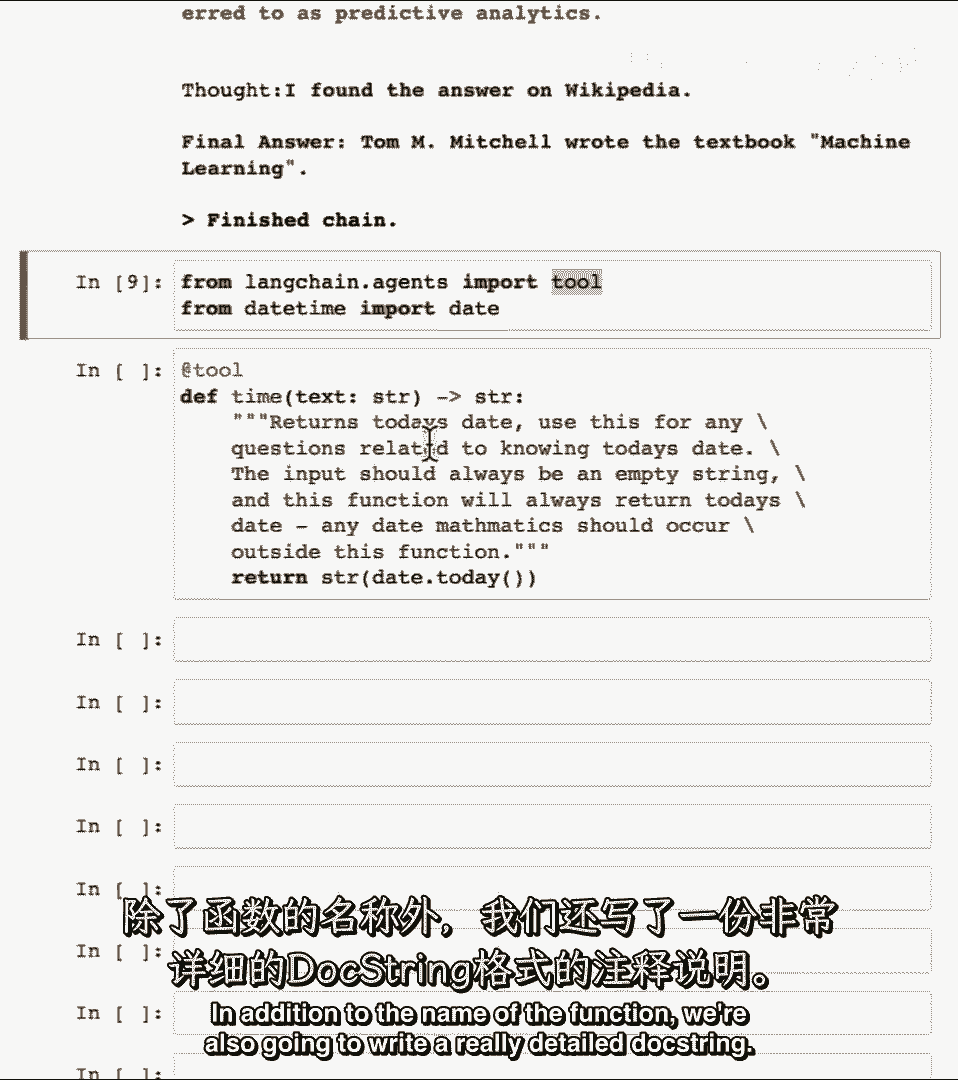 erred to as predictive analytics.
Thought:I found the answer on Wikipedia.
Final Answer: Tom M. Mitchell wrote the textbook "Machine
Learning".
> Finished chain.
In [9]: from langchain.agents import tool
from datetime import date
In [ ]: @tool
def time(text: str) -> str:
"""Returns todays date, use this for any \
questions related to knowing todays date. \
The input should always be an empty string, \
and this function will always return todays \
date - any date mathmatics should occur \
outside this function."""
return str(date.today())
In [ ]:
In [ ]:
In [ ]:
In [ ]:
In [ ]:
除了函数的名称外，我们还写了一份非常
In [ ]:
详细的DocString格式的注释说明。
In [ ]:
In addition to the name of the function, we're
also going to write a really detailed docstring.
In [ ]: